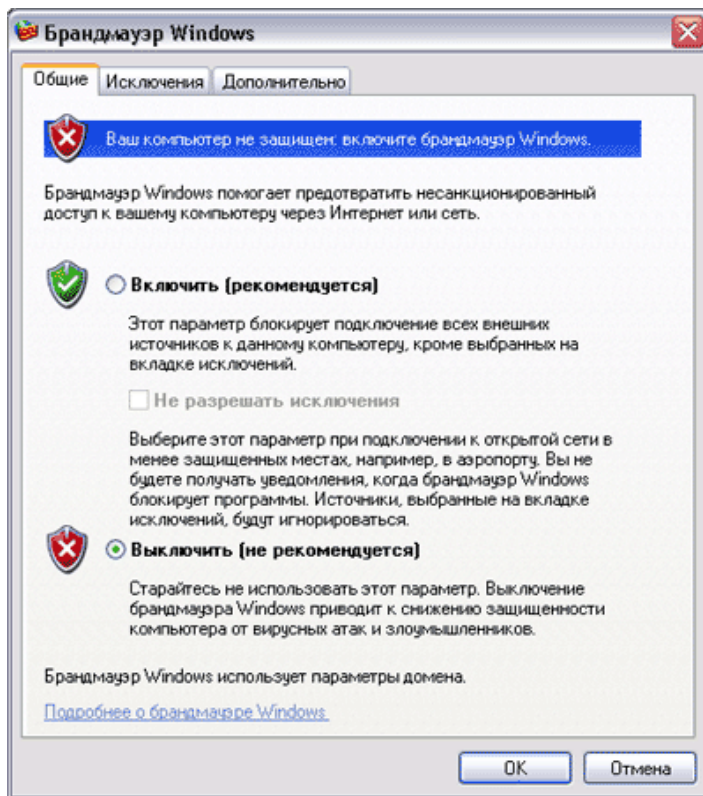 Брандмауэр Windows
Общие Исключения Дополнительно
Ваш компьютер не защищен: включите брандмауэр Windows.
Брандмауэр Windows помогает предотвратить несанкционированный
доступ к вашему компьютеру через Интернет или сеть.
Включить (рекомендуется)
Этот параметр блокирует подключение всех внешних
источников к данному компьютеру, кроме выбранных на
вкладке исключений.
Не разрешать исключения
Выберите этот параметр при подключении к открытой сети в
менее защищенных местах, например, в аэропорту. Вы не
будете получать уведомления, когда брандмауэр Windows
блокирует программы. Источники, выбранные на вкладке
исключений, будут игнорироваться.
Выключить (не рекомендуется)
Старайтесь не использовать этот параметр. Выключение
брандмауэра Windows приводит к снижению защищенности
компьютера от вирусных атак и злоумышленников.
Брандмауэр Windows использует параметры домена.
Подробнее о брандмауэре Windows
ОК Отмена